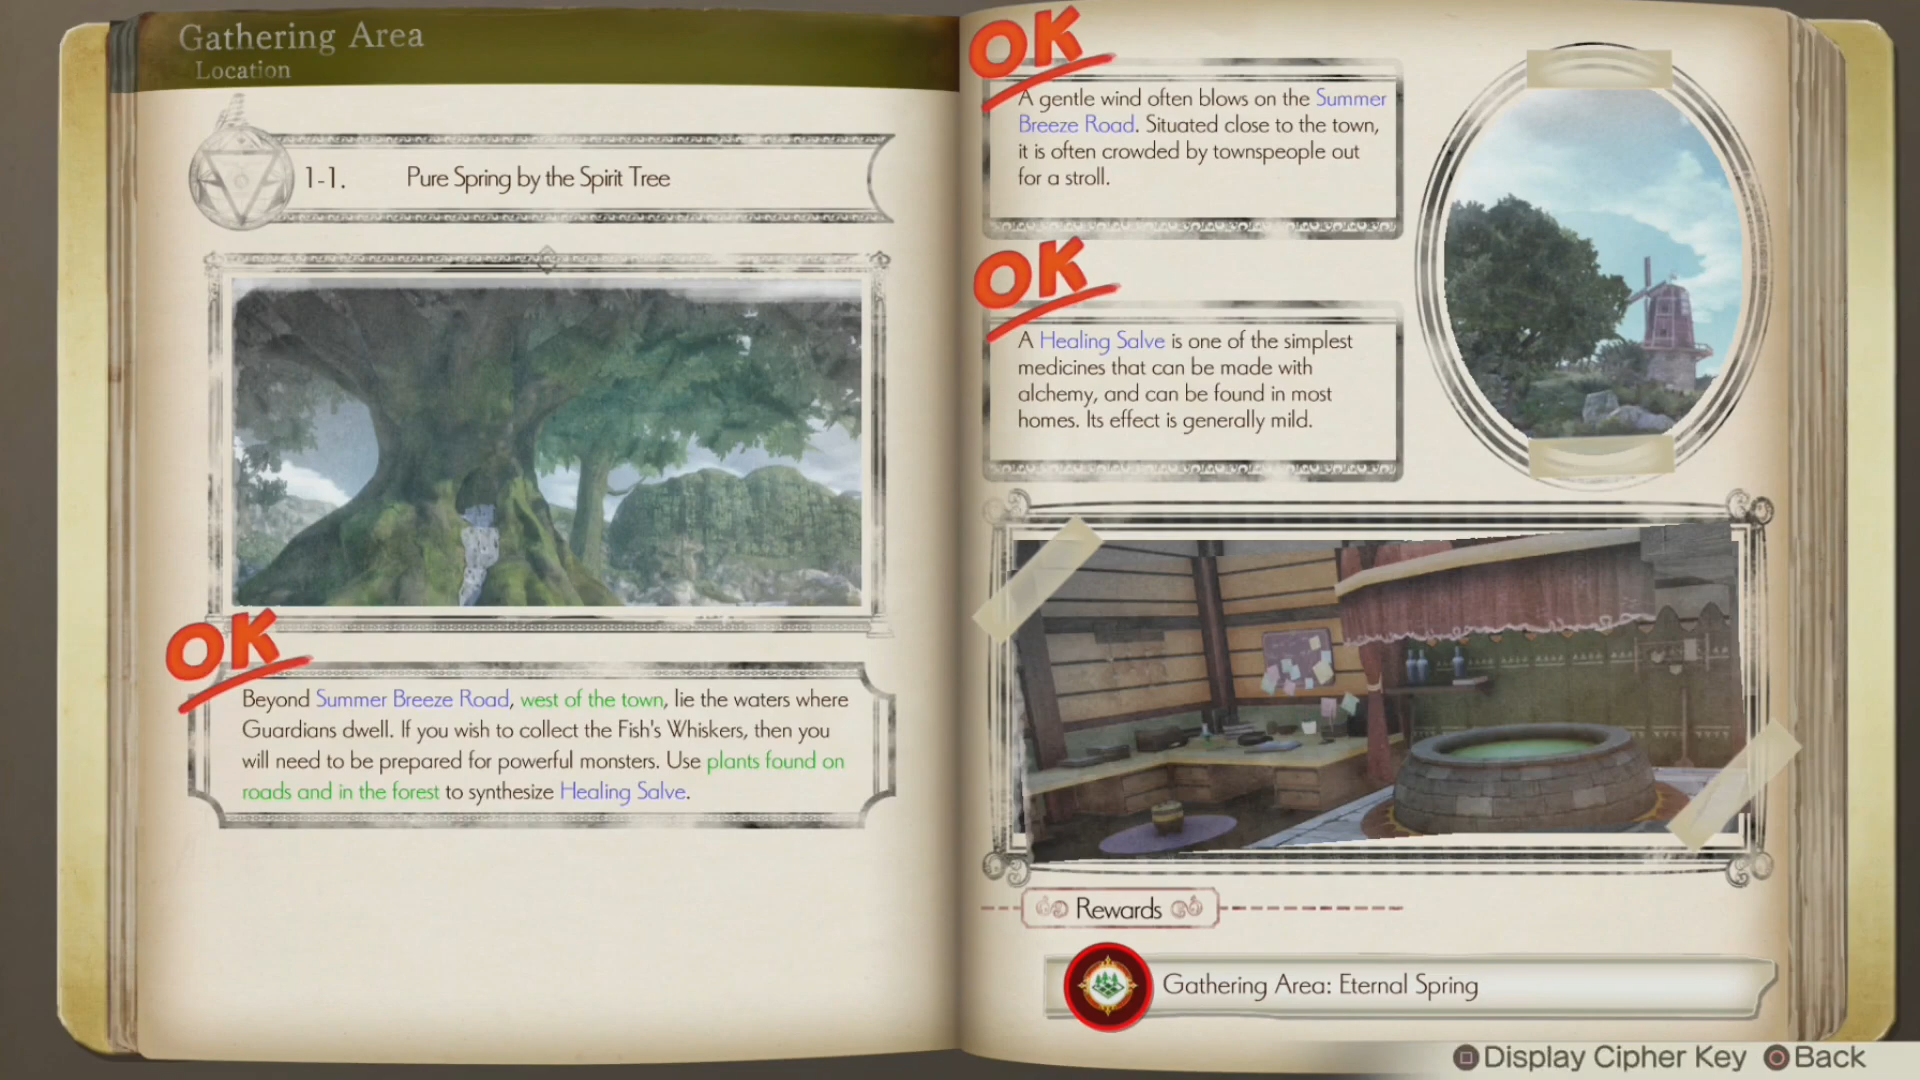 Gathering Area
Location
1-1. Pure Spring by the Spirit Tree
OK
Beyond Summer Breeze Road, west of the town, lie the waters where
Guardians dwell. If you wish to collect the Fish's Whiskers, then you
will need to be prepared for powerful monsters. Use plants found on
roads and in the forest to synthesize Healing Salve.
OK
A gentle wind often blows on the Summer
Breeze Road. Situated close to the town,
it is often crowded by townspeople out
for a stroll.
OK
A Healing Salve is one of the simplest
medicines that can be made with
alchemy, and can be found in most
homes. Its effect is generally mild.
Rewards
Gathering Area: Eternal Spring
Display Cipher Key Back